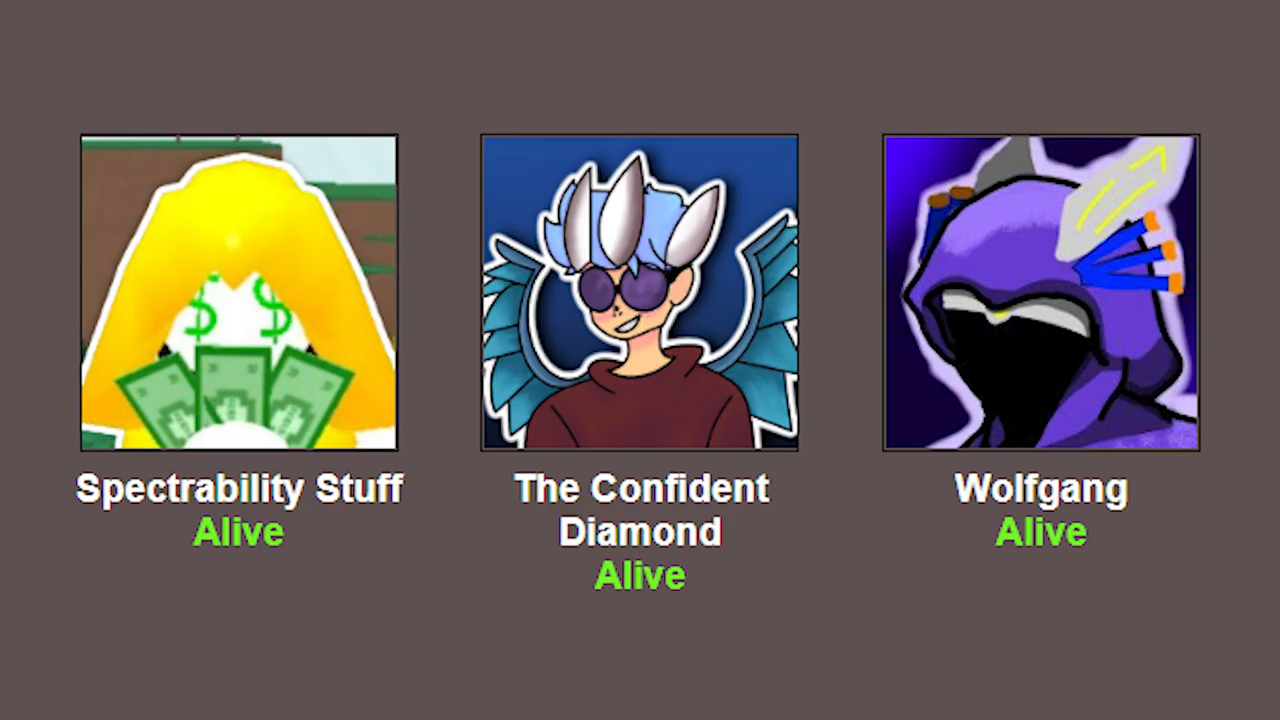 $ $
Spectrability Stuff
Alive
The Confident
Diamond
Alive
Wolfgang
Alive